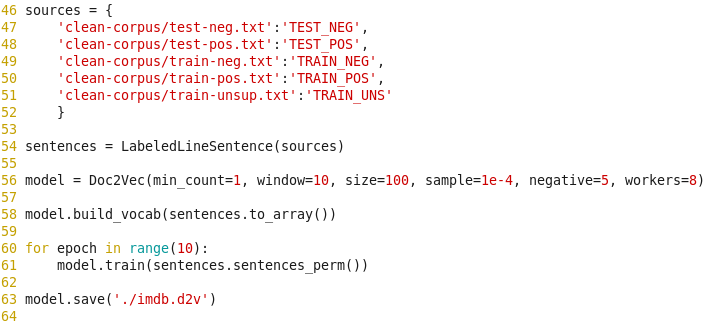 46 sources = {
47     'clean-corpus/test-neg.txt':'TEST_NEG',
48     'clean-corpus/test-pos.txt':'TEST_POS',
49     'clean-corpus/train-neg.txt':'TRAIN_NEG',
50     'clean-corpus/train-pos.txt':'TRAIN_POS',
51     'clean-corpus/train-unsup.txt':'TRAIN_UNS'
52     }
53
54 sentences = LabeledLineSentence(sources)
55
56 model = Doc2Vec(min_count=1, window=10, size=100, sample=1e-4, negative=5, workers=8)
57
58 model.build_vocab(sentences.to_array())
59
60 for epoch in range(10):
61     model.train(sentences.sentences_perm())
62
63 model.save('./imdb.d2v')
64